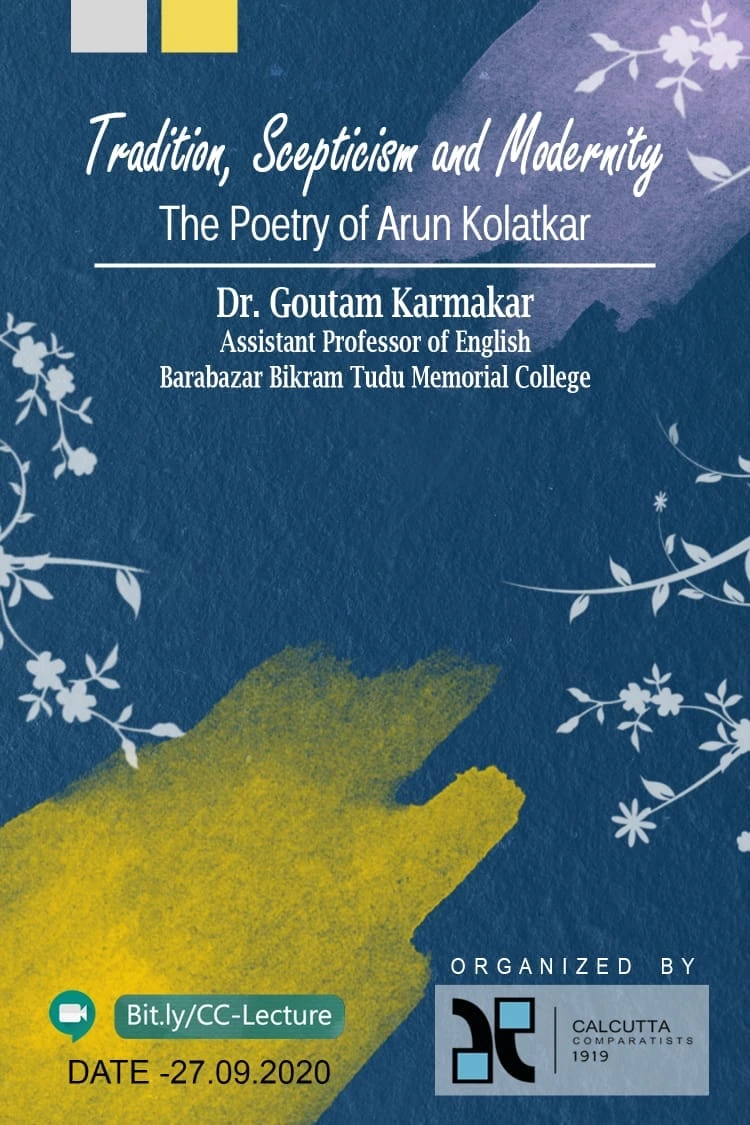 Tradition, Scepticism and Modernity
The Poetry of Arun Kolatkar
Dr. Goutam Karmakar
Assistant Professor of English
Barabazar Bikram Tudu Memorial College
ORGANIZED BY
CALCUTTA
COMPARATISTS
1919
Bit.ly/CC-Lecture
DATE -27.09.2020